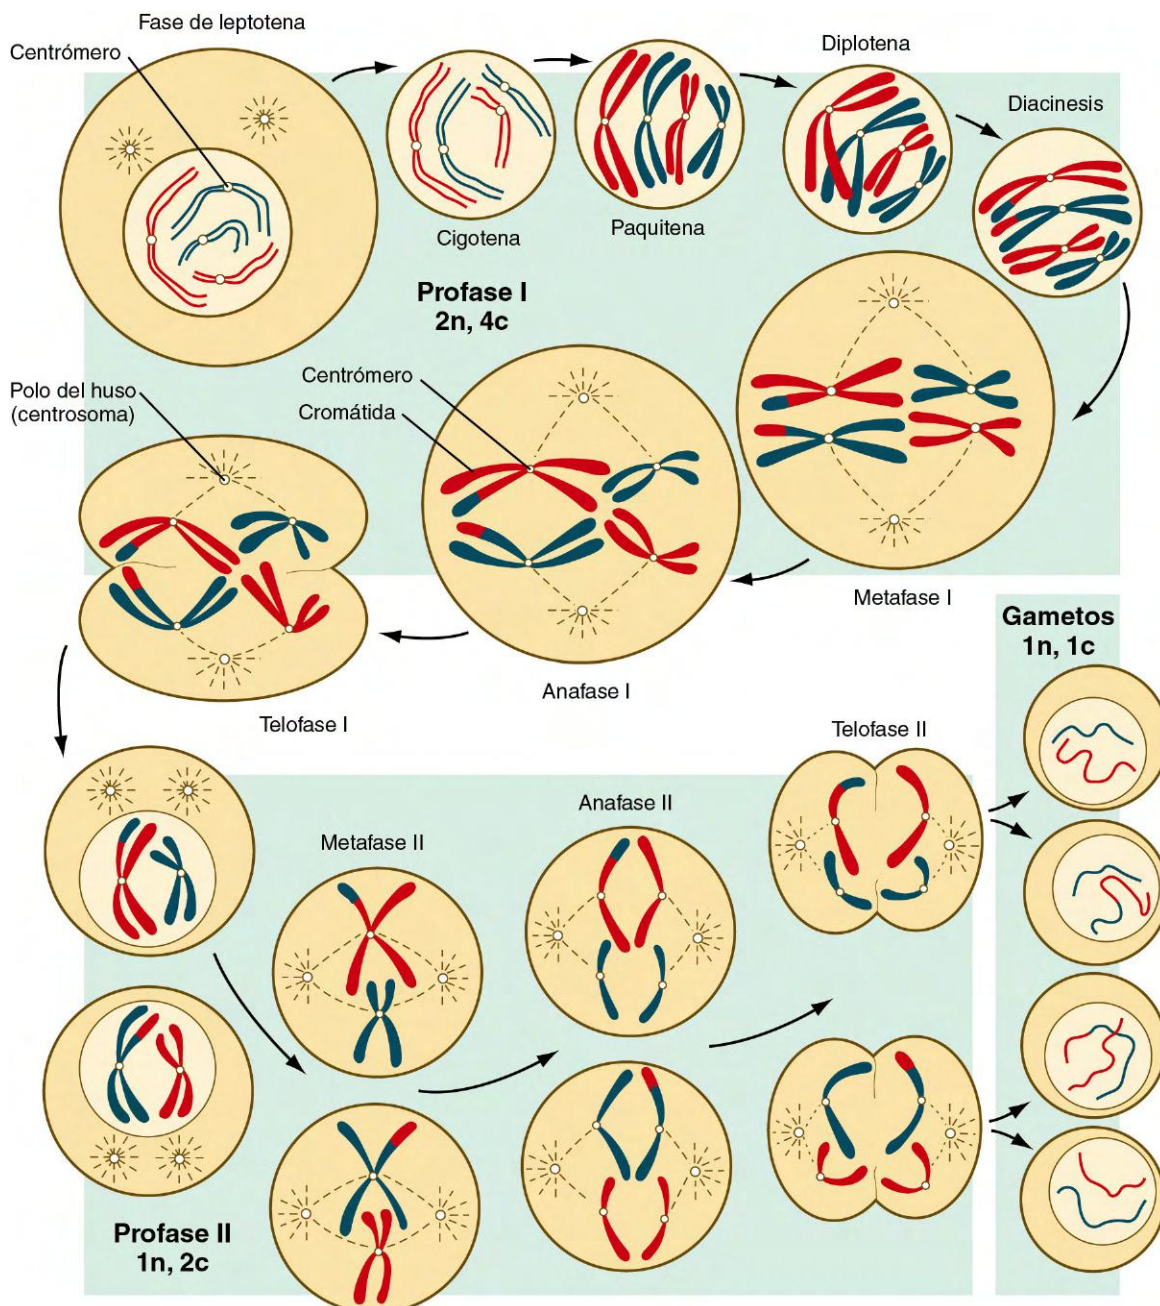 Fase de leptotena
Centrómero
Cigotena
Paquitena
Diplotena
Diacinesis
Profase I
2n, 4c
Polo del huso
(centrosoma)
Centrómero
Cromátida
Metafase I
Anafase I
Telofase I
Gametos
1n, 1c
Telofase II
Anafase II
Metafase II
Profase II
1n, 2c